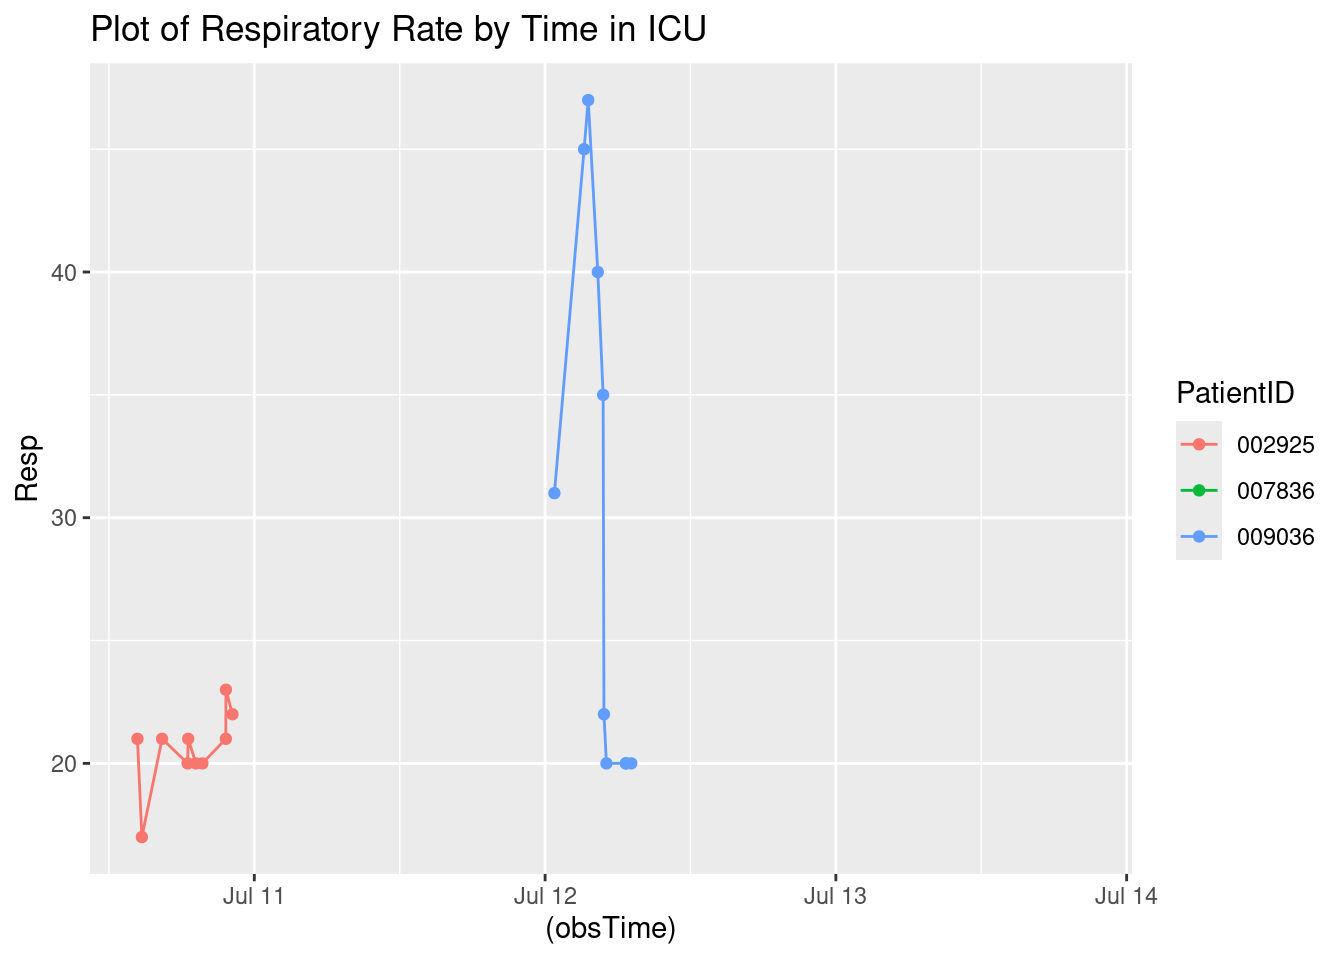 Plot of Respiratory Rate by Time in ICU
Resp
40
30
20
Jul 11
Jul 12
Jul 13
Jul 14
(obsTime)
PatientID
002925
007836
009036